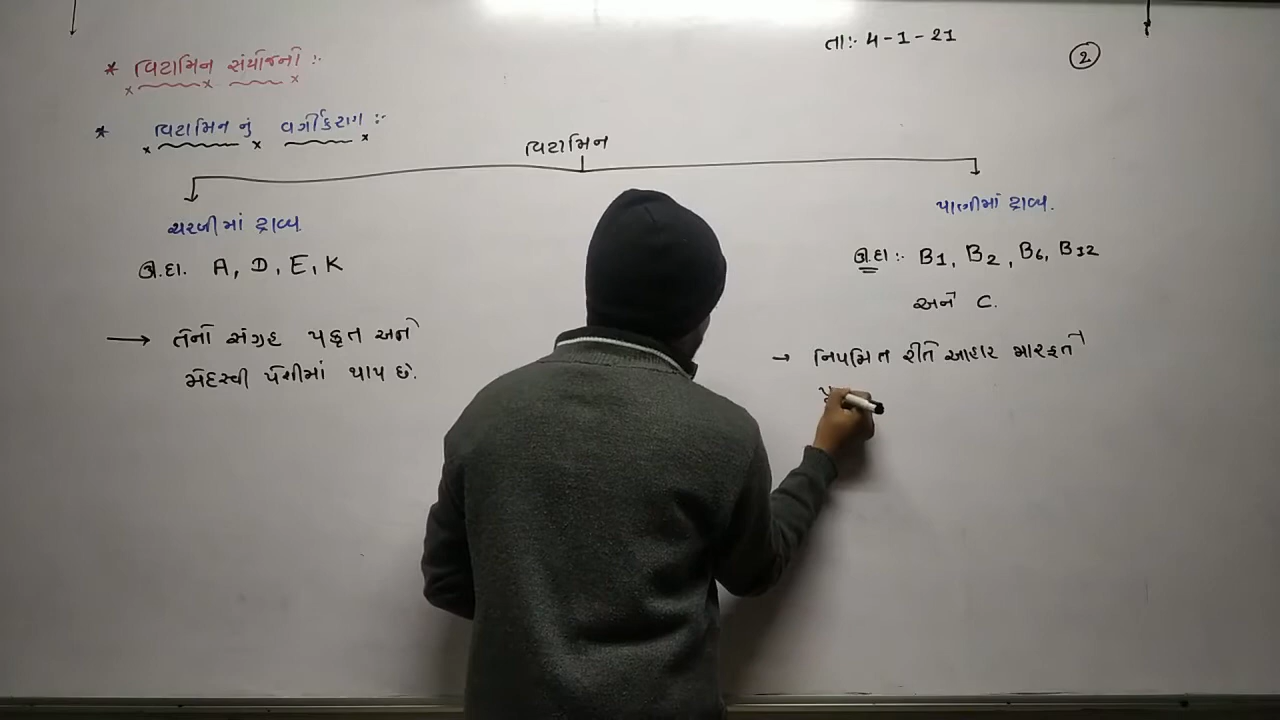 તા:- 4-1-21
2
* વિટામિન સંયોજનો :-
* વિટામિન નું વર્ગીકરણ :-
વિટામિન
ચરબીમાં દ્રાવ્ય
ઉ.દા. A, D, E, K
→ તેનો સંગ્રહ યકૃત અને
મેદસ્વી પેશીમાં થાય છે.
પાણીમાં દ્રાવ્ય.
ઉ.દા:- B1, B2, B6, B12
અને C.
→ નિયમિત રીતે આહાર મારફતે